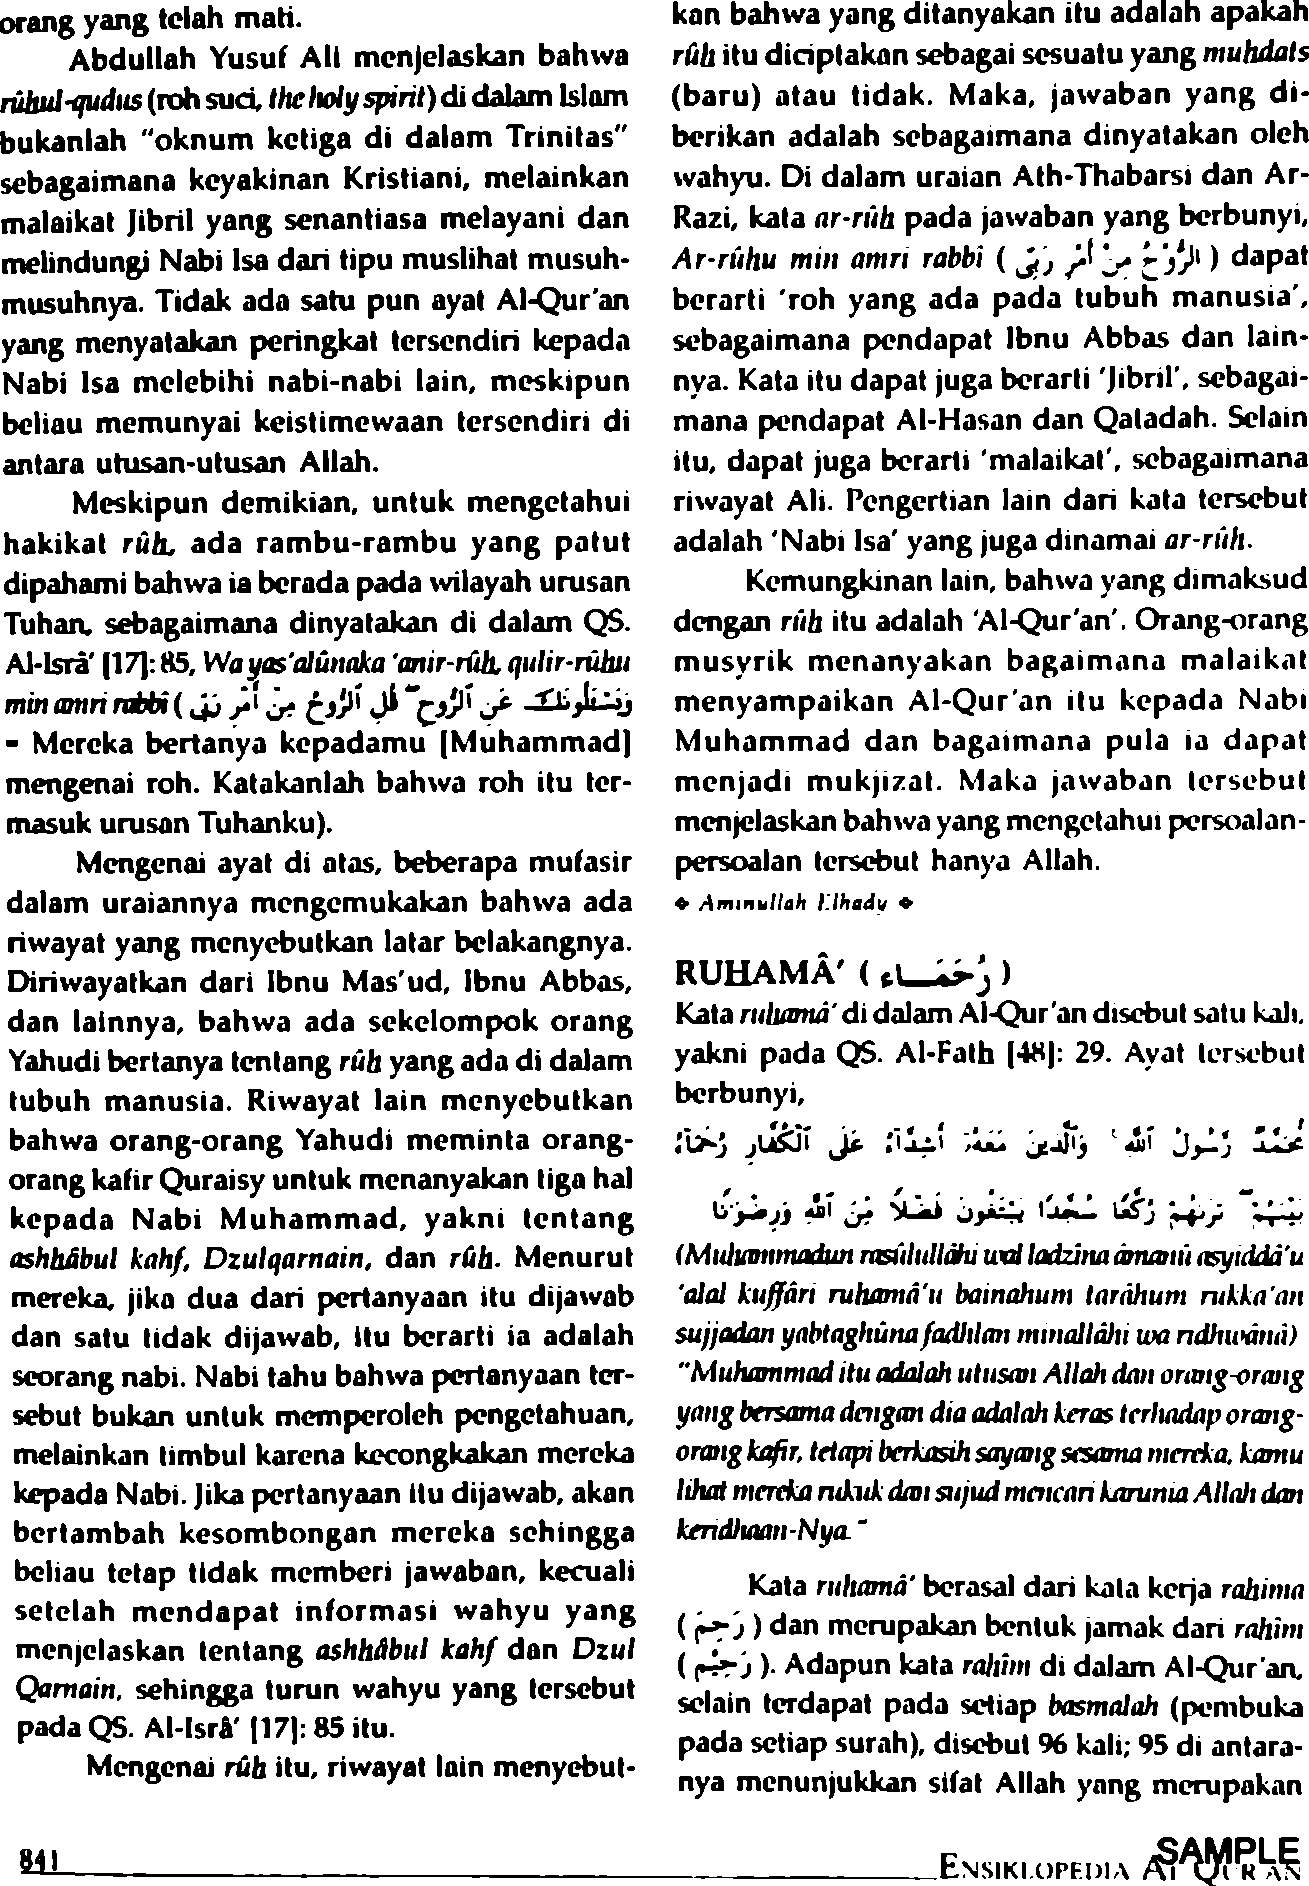 orang yang telah mati.
Abdullah Yusuf Ali menjelaskan bahwa
rûhul-qudus (roh suci, the holy spirit) di dalam Islam
bukanlah "oknum ketiga di dalam Trinitas"
sebagaimana keyakinan Kristiani, melainkan
malaikat Jibril yang senantiasa melayani dan
melindungi Nabi Isa dari tipu muslihat musuh-
musuhnya. Tidak ada satu pun ayat Al-Qur'an
yang menyatakan peringkat tersendiri kepada
Nabi Isa melebihi nabi-nabi lain, meskipun
beliau memunyai keistimewaan tersendiri di
antara utusan-utusan Allah.
Meskipun demikian, untuk mengetahui
hakikat rûh, ada rambu-rambu yang patut
dipahami bahwa ia berada pada wilayah urusan
Tuhan, sebagaimana dinyatakan di dalam QS.
Al-Isrâ' [17]: 85, Wa yas'alûnaka 'anir-rûh, qulir-rûhu
min amri rabbî ( وَيَسْـَٔلُونَكَ عَنِ ٱلرُّوحِ ۖ قُلِ ٱلرُّوحُ مِنْ أَمْرِ رَبِّى
= Mereka bertanya kepadamu [Muhammad]
mengenai roh. Katakanlah bahwa roh itu ter-
masuk urusan Tuhanku).
Mengenai ayat di atas, beberapa mufasir
dalam uraiannya mengemukakan bahwa ada
riwayat yang menyebutkan latar belakangnya.
Diriwayatkan dari Ibnu Mas'ud, Ibnu Abbas,
dan lainnya, bahwa ada sekelompok orang
Yahudi bertanya tentang rûh yang ada di dalam
tubuh manusia. Riwayat lain menyebutkan
bahwa orang-orang Yahudi meminta orang-
orang kafir Quraisy untuk menanyakan tiga hal
kepada Nabi Muhammad, yakni tentang
ashhâbul kahf, Dzulqarnain, dan rûh. Menurut
mereka, jika dua dari pertanyaan itu dijawab
dan satu tidak dijawab, itu berarti ia adalah
seorang nabi. Nabi tahu bahwa pertanyaan ter-
sebut bukan untuk memperoleh pengetahuan,
melainkan timbul karena kecongkakan mereka
kepada Nabi. Jika pertanyaan itu dijawab, akan
bertambah kesombongan mereka sehingga
beliau tetap tidak memberi jawaban, kecuali
setelah mendapat informasi wahyu yang
menjelaskan tentang ashhâbul kahf dan Dzul
Qarnain, sehingga turun wahyu yang tersebut
pada QS. Al-Isrâ' [17]: 85 itu.
Mengenai rûh itu, riwayat lain menyebut-
kan bahwa yang ditanyakan itu adalah apakah
rûh itu diciptakan sebagai sesuatu yang muhdats
(baru) atau tidak. Maka, jawaban yang di-
berikan adalah sebagaimana dinyatakan oleh
wahyu. Di dalam uraian Ath-Thabarsi dan Ar-
Razi, kata ar-rûh pada jawaban yang berbunyi,
Ar-rûhu min amri rabbi ( الرُّوْحُ مِنْ أَمْرِ رَبِّى ) dapat
berarti 'roh yang ada pada tubuh manusia',
sebagaimana pendapat Ibnu Abbas dan lain-
nya. Kata itu dapat juga berarti 'Jibril', sebagai-
mana pendapat Al-Hasan dan Qatadah. Selain
itu, dapat juga berarti 'malaikat', sebagaimana
riwayat Ali. Pengertian lain dari kata tersebut
adalah 'Nabi Isa' yang juga dinamai ar-rûh.
Kemungkinan lain, bahwa yang dimaksud
dengan rûh itu adalah 'Al-Qur'an'. Orang-orang
musyrik menanyakan bagaimana malaikat
menyampaikan Al-Qur'an itu kepada Nabi
Muhammad dan bagaimana pula ia dapat
menjadi mukjizat. Maka jawaban tersebut
menjelaskan bahwa yang mengetahui persoalan-
persoalan tersebut hanya Allah.
❖ Aminullah Elhady ❖
RUHAMÂ' ( رُحَمَــاء )
Kata ruhamâ' di dalam Al-Qur'an disebut satu kali,
yakni pada QS. Al-Fath [48]: 29. Ayat tersebut
berbunyi,
مُّحَمَّدٌ رَّسُولُ ٱللَّهِ ۚ وَٱلَّذِينَ مَعَهُۥٓ أَشِدَّآءُ عَلَى ٱلْكُفَّارِ رُحَمَآءُ
بَيْنَهُمْ ۖ تَرَىٰهُمْ رُكَّعًا سُجَّدًا يَبْتَغُونَ فَضْلًا مِّنَ ٱللَّهِ وَرِضْوَٰنًا
(Muhammadun rasûlullâhi wal ladzîna âmanû asyiddâ'u
'alal kuffâri ruhamâ'u bainahum tarâhum rukka'an
sujjadan yabtaghûna fadhlan minallâhi wa ridhwânâ)
"Muhammad itu adalah utusan Allah dan orang-orang
yang bersama dengan dia adalah keras terhadap orang-
orang kafir, tetapi berkasih sayang sesama mereka, kamu
lihat mereka rukuk dan sujud mencari karunia Allah dan
keridhaan-Nya."
Kata ruhamâ' berasal dari kata kerja rahima
( رَحِمَ ) dan merupakan bentuk jamak dari rahîm
( رَحِيْم ). Adapun kata rahîm di dalam Al-Qur'an,
selain terdapat pada setiap basmalah (pembuka
pada setiap surah), disebut 96 kali; 95 di antara-
nya menunjukkan sifat Allah yang merupakan
841
ENSIKLOPEDIA AL QUR'AN
SAMPLE